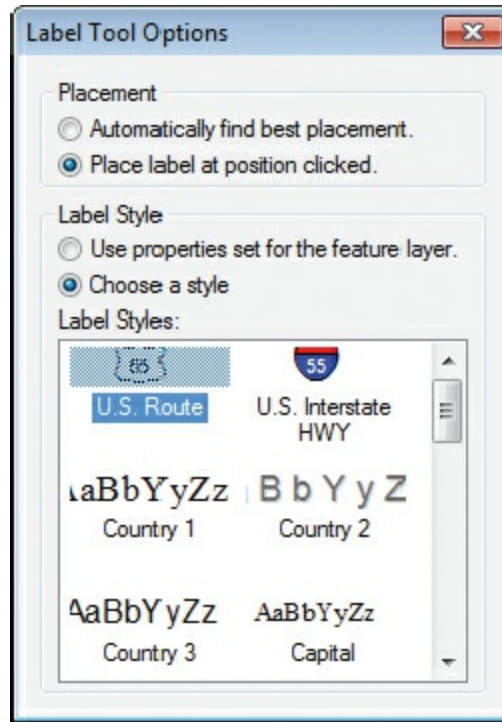 Label Tool Options
Placement
Automatically find best placement.
Place label at position clicked.
Label Style
Use properties set for the feature layer.
Choose a style
Label Styles:
55
U.S. Route U.S. Interstate
HWY
AaBbYyZz B b Y y Z
Country 1 Country 2
AaBbYyZz AaBbYyZz
Country 3 Capital